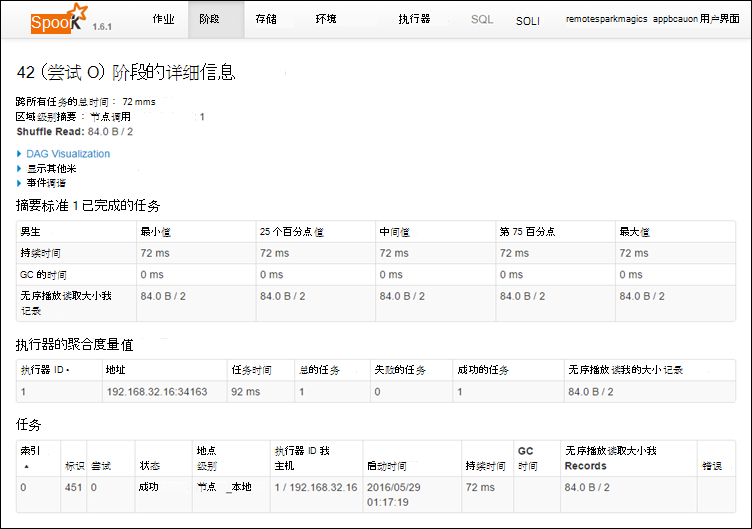 SpooK 1.6.1 作业 阶段 存储 环境 执行器 SQL SOLI remotesparkmagics appbcauon 用户界面
42 (尝试 O) 阶段的详细信息
跨所有任务的总时间： 72 mms
区域级别摘要： 节点调用 1
Shuffle Read: 84.0 B / 2
DAG Visualization
显示其他米
事件调谐
摘要标准 1 已完成的任务
男生 最小值 25 个百分点值 中间值 第 75 百分点 最大值
持续时间 72 ms 72 ms 72 ms 72 ms 72 ms
GC 的时间 0 ms 0 ms 0 ms 0 ms 0 ms
无序播放读取大小我 84.0 B / 2 84.0 B / 2 84.0 B / 2 84.0 B / 2 84.0 B / 2
记录
执行器的聚合度量值
执行器 ID 地址 任务时间 总的任务 失败的任务 成功的任务 无序播放读我的大小记录
1 192.168.32.16:34163 92 ms 1 0 1 84.0 B / 2
任务
索引 标识 尝试 状态 地点 级别 执行器 ID 我 主机 启动时间 持续时间 GC 时间 无序播放读取大小我 Records 错误
0 451 0 成功 节点 _本地 1 / 192.168.32.16 2016/05/29 72 ms 84.0 B / 2
01:17:19